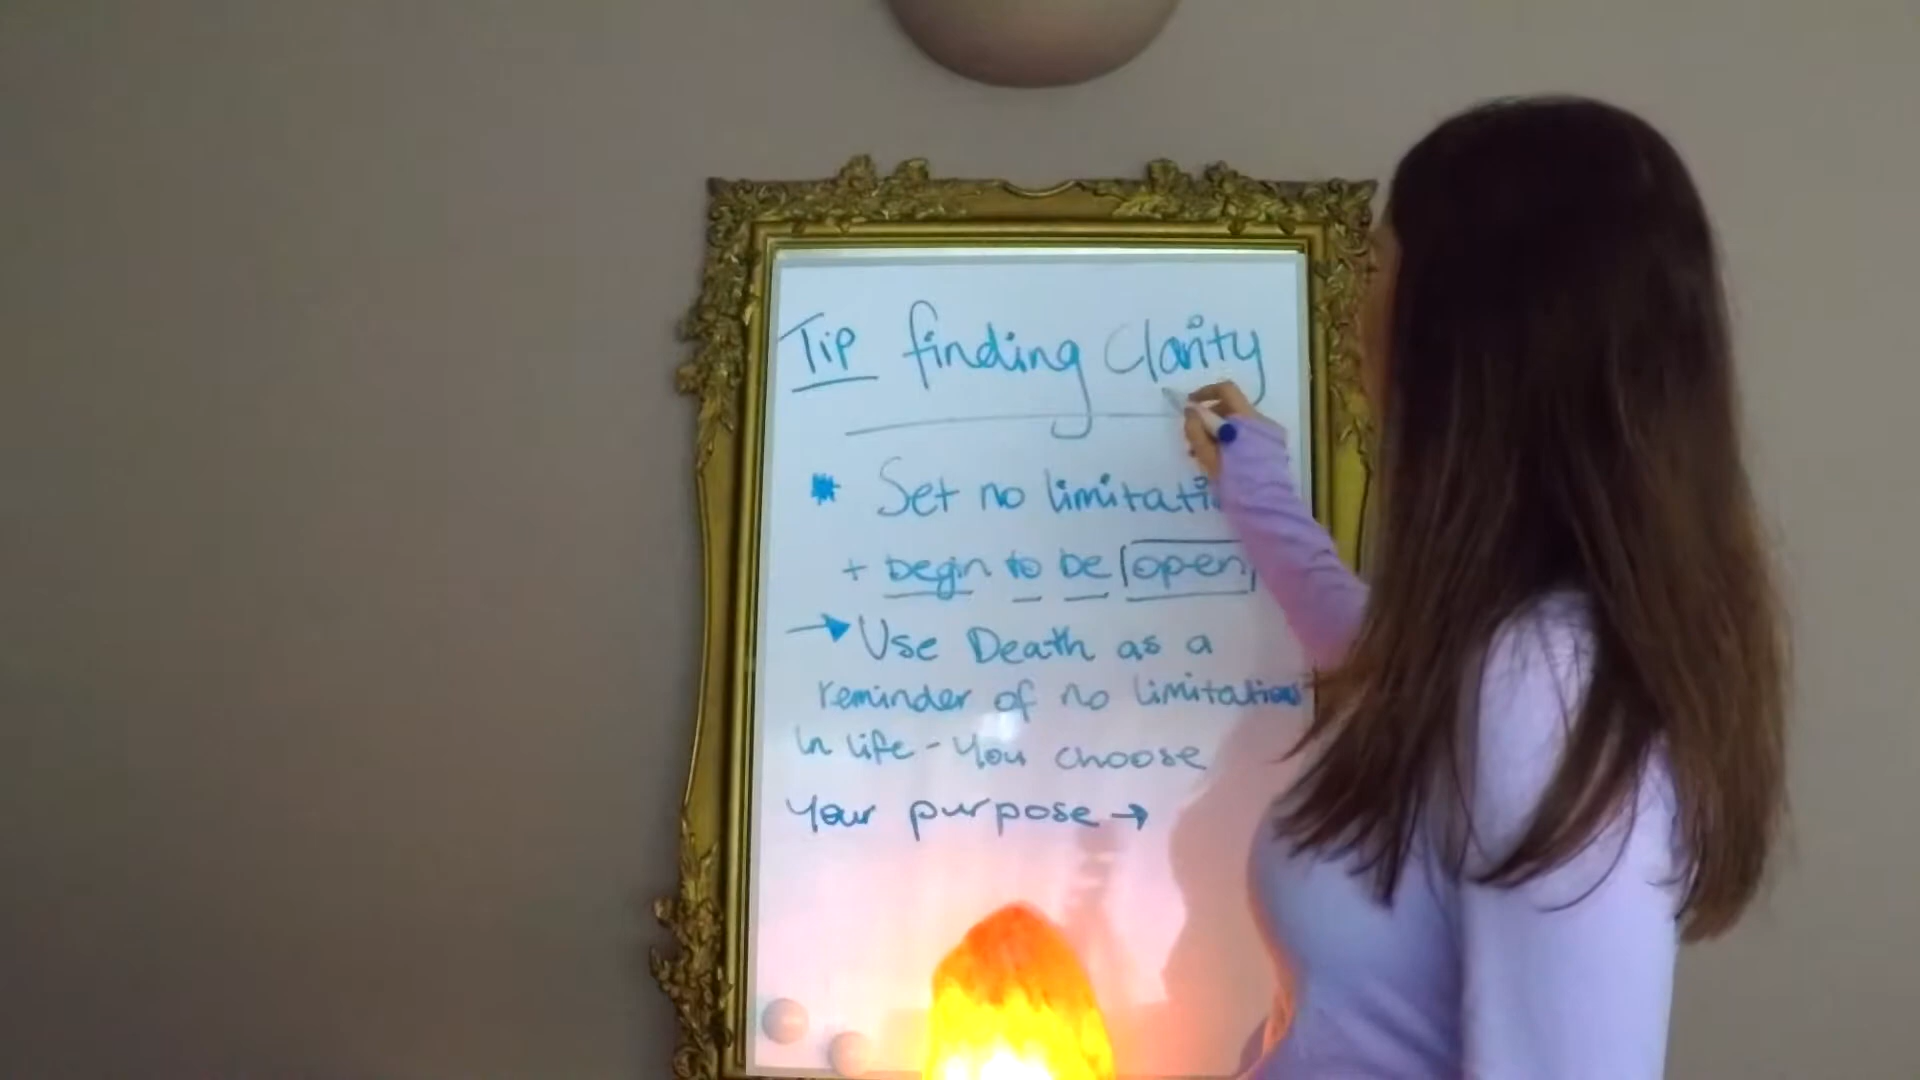 Tip finding Clarity
* Set no limitatio
+ begin to be open
→ Use Death as a
reminder of no limitations
in life - You choose
Your purpose →